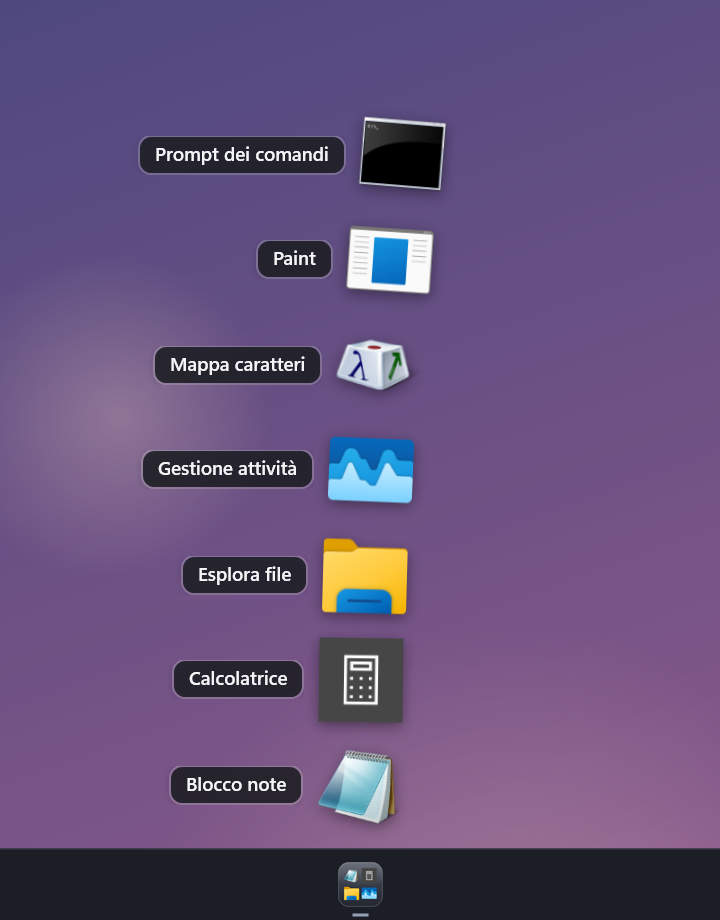 Prompt dei comandi
Paint
Mappa caratteri
Gestione attività
Esplora file
Calcolatrice
Blocco note